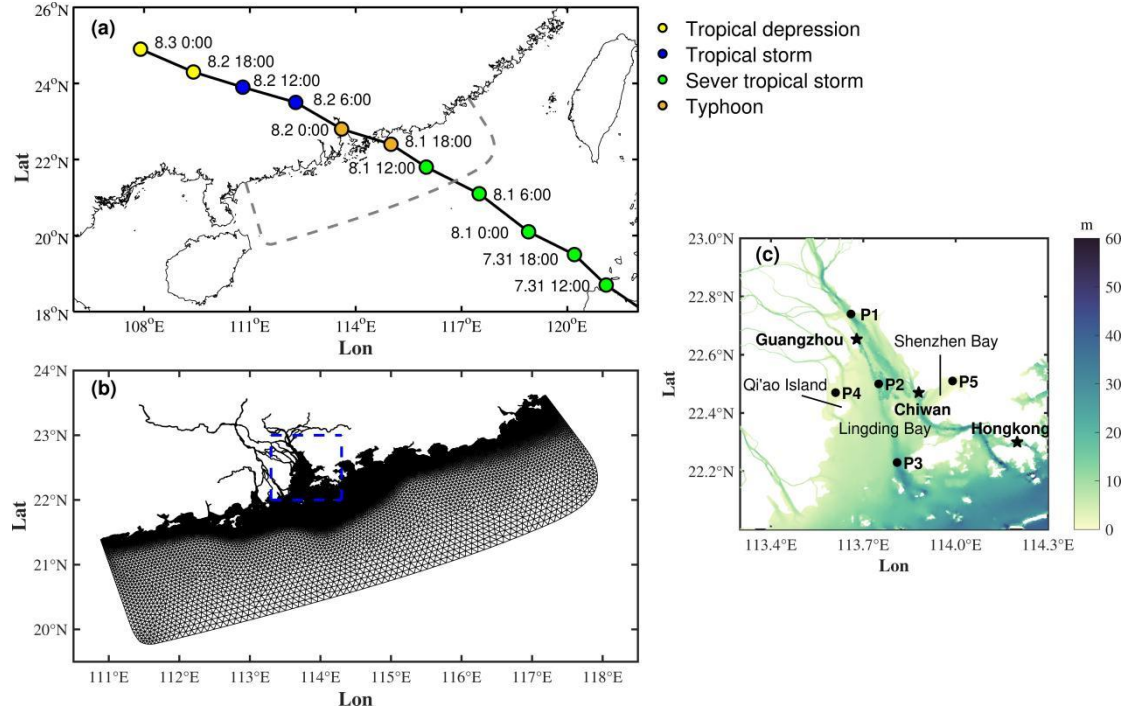 (a)
26°N
24°N
22°N
20°N
18°N
Lat
8.3 0:00
8.2 18:00
8.2 12:00
8.2 6:00
8.2 0:00
8.1 18:00
8.1 12:00
8.1 6:00
8.1 0:00
7.31 18:00
7.31 12:00
108°E 111°E 114°E 117°E 120°E
Lon
Tropical depression
Tropical storm
Sever tropical storm
Typhoon
(b)
24°N
23°N
22°N
21°N
20°N
Lat
111°E 112°E 113°E 114°E 115°E 116°E 117°E 118°E
Lon
(c)
23.0°N
22.8°N
22.6°N
22.4°N
22.2°N
Lat
P1
Guangzhou
Shenzhen Bay
Qi'ao Island
P2
P5
P4
Chiwan
Lingding Bay
Hongkong
P3
113.4°E 113.7°E 114.0°E 114.3°E
Lon
m
60
50
40
30
20
10
0